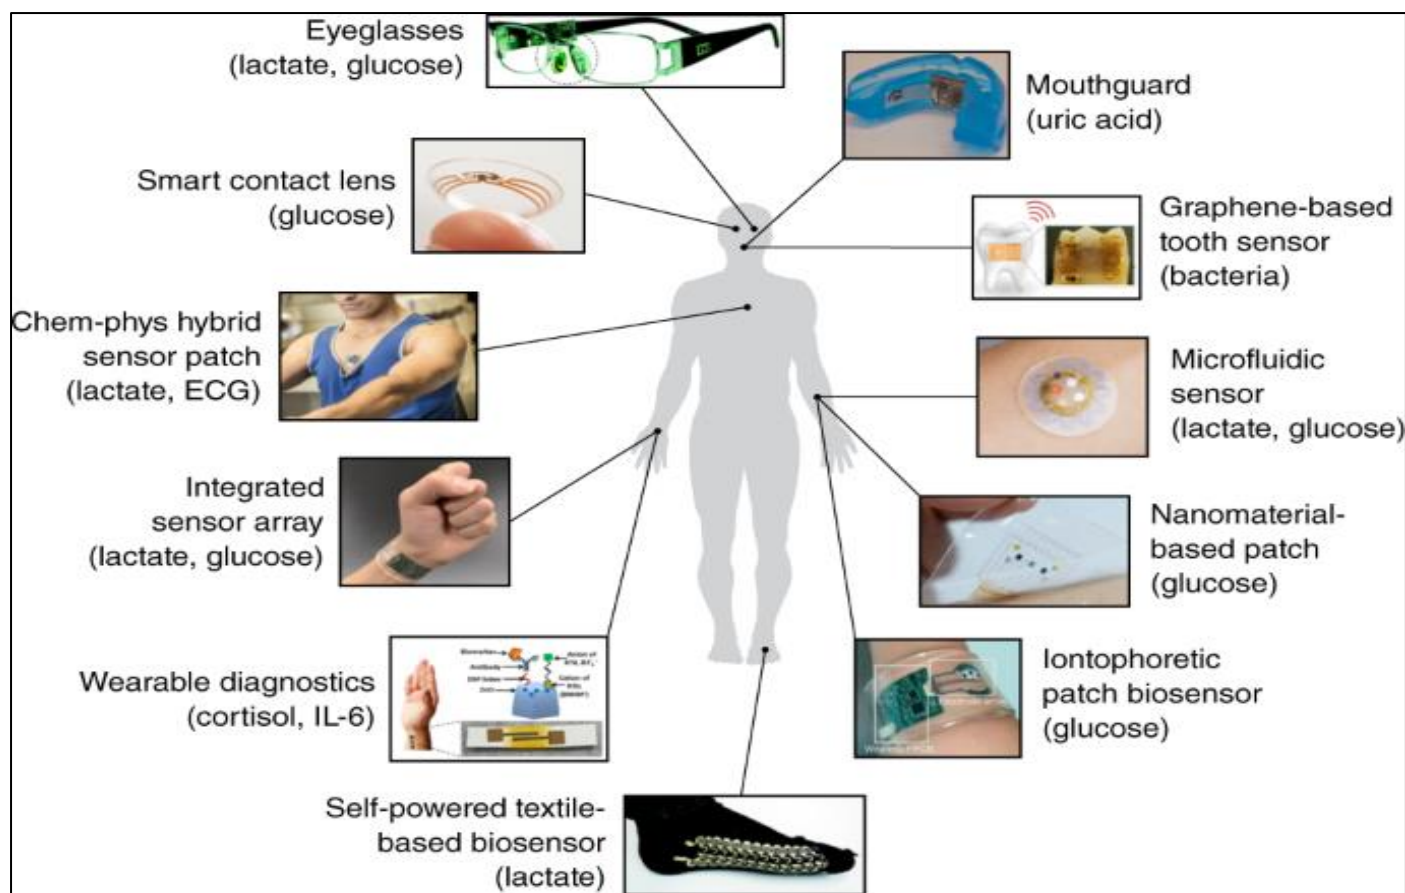 Eyeglasses
(lactate, glucose)
Mouthguard
(uric acid)
Smart contact lens
(glucose)
Graphene-based
tooth sensor
(bacteria)
Chem-phys hybrid
sensor patch
(lactate, ECG)
Microfluidic
sensor
(lactate, glucose)
Integrated
sensor array
(lactate, glucose)
Nanomaterial-
based patch
(glucose)
Wearable diagnostics
(cortisol, IL-6)
Antibody
Iontophoretic
patch biosensor
(glucose)
Self-powered textile-
based biosensor
(lactate)